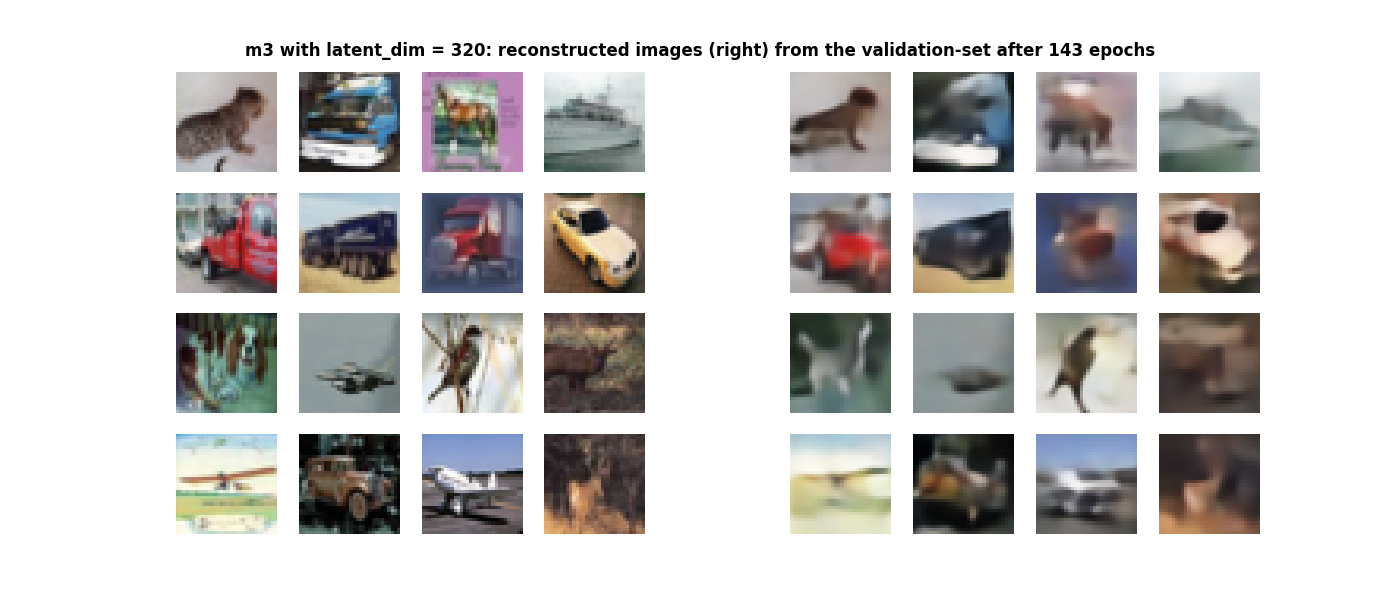 m3 with latent_dim = 320: reconstructed images (right) from the validation-set after 143 epochs